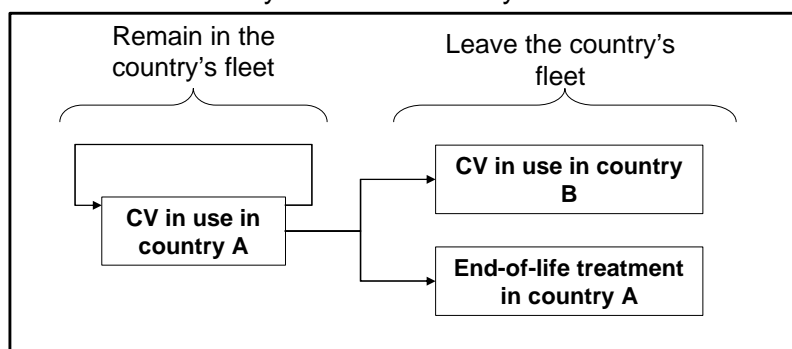 Remain in the
country's fleet
Leave the country's
fleet
CV in use in
country A
CV in use in country
B
End-of-life treatment
in country A